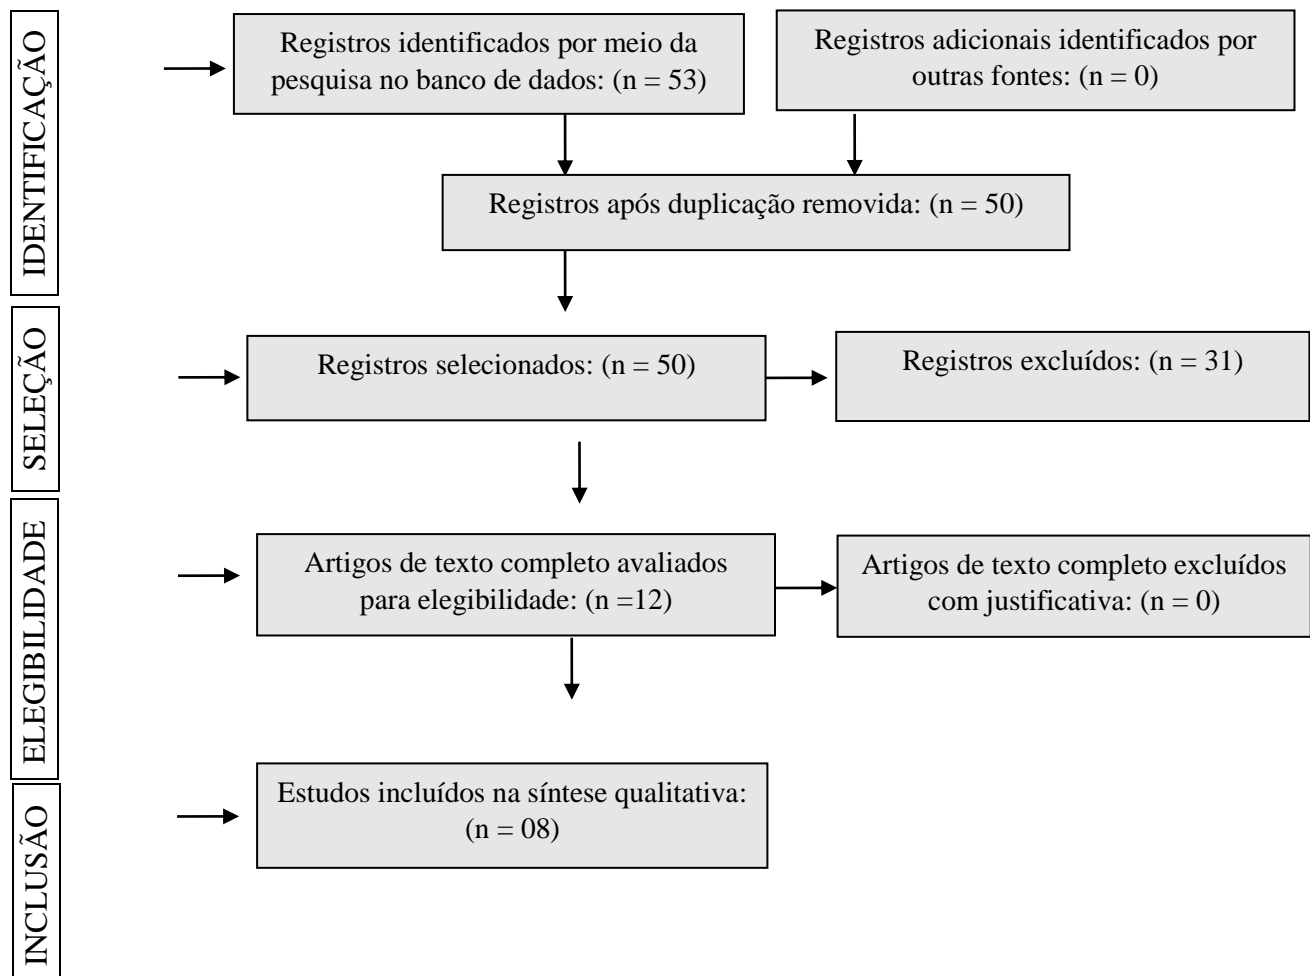 IDENTIFICAÇÃO
Registros identificados por meio da
pesquisa no banco de dados: (n = 53)
Registros adicionais identificados por
outras fontes: (n = 0)
Registros após duplicação removida: (n = 50)
SELEÇÃO
Registros selecionados: (n = 50)
Registros excluídos: (n = 31)
ELEGIBILIDADE
Artigos de texto completo avaliados
para elegibilidade: (n =12)
Artigos de texto completo excluídos
com justificativa: (n = 0)
INCLUSÃO
Estudos incluídos na síntese qualitativa:
(n = 08)